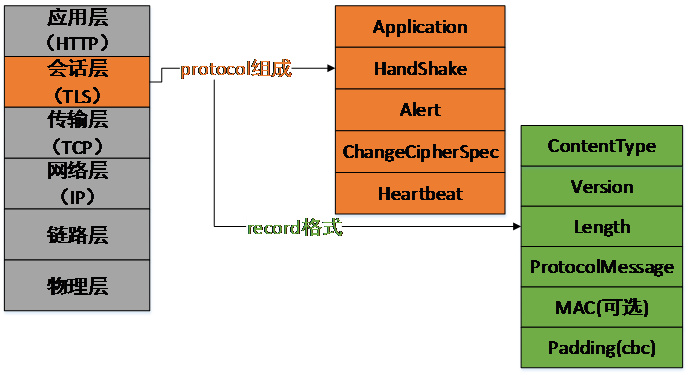 应用层
（HTTP）
会话层
（TLS）
传输层
（TCP）
网络层
（IP）
链路层
物理层
protocol组成
record格式
Application
HandShake
Alert
ChangeCipherSpec
Heartbeat
ContentType
Version
Length
ProtocolMessage
MAC(可选)
Padding(cbc)